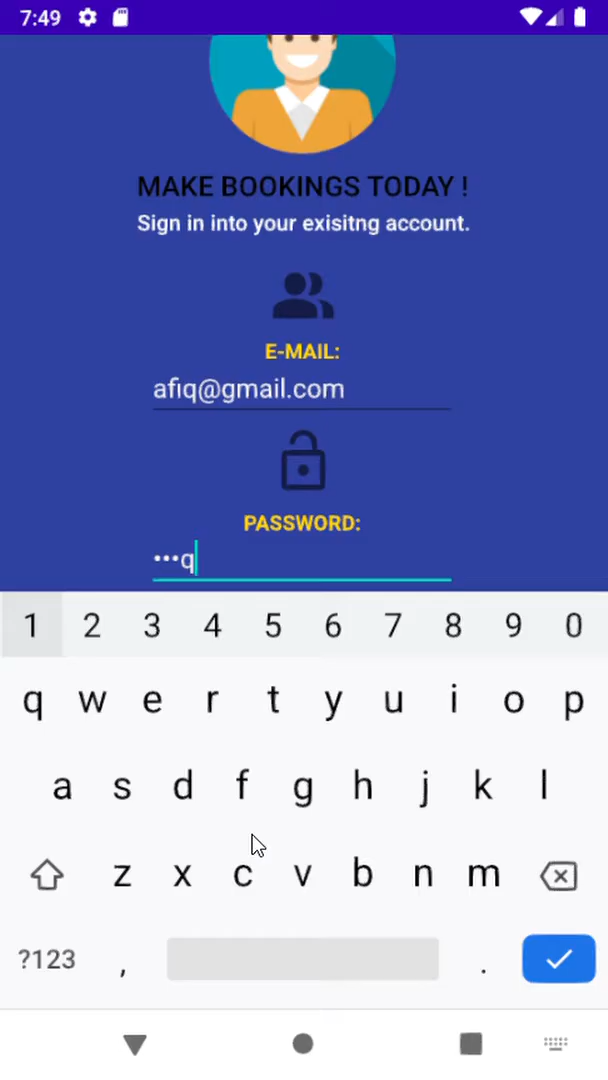 7:49
MAKE BOOKINGS TODAY !
Sign in into your exisitng account.
E-MAIL:
afiq@gmail.com
PASSWORD:
•••q
1 2 3 4 5 6 7 8 9 0
q w e r t y u i o p
a s d f g h j k l
z x c v b n m
?123 , .